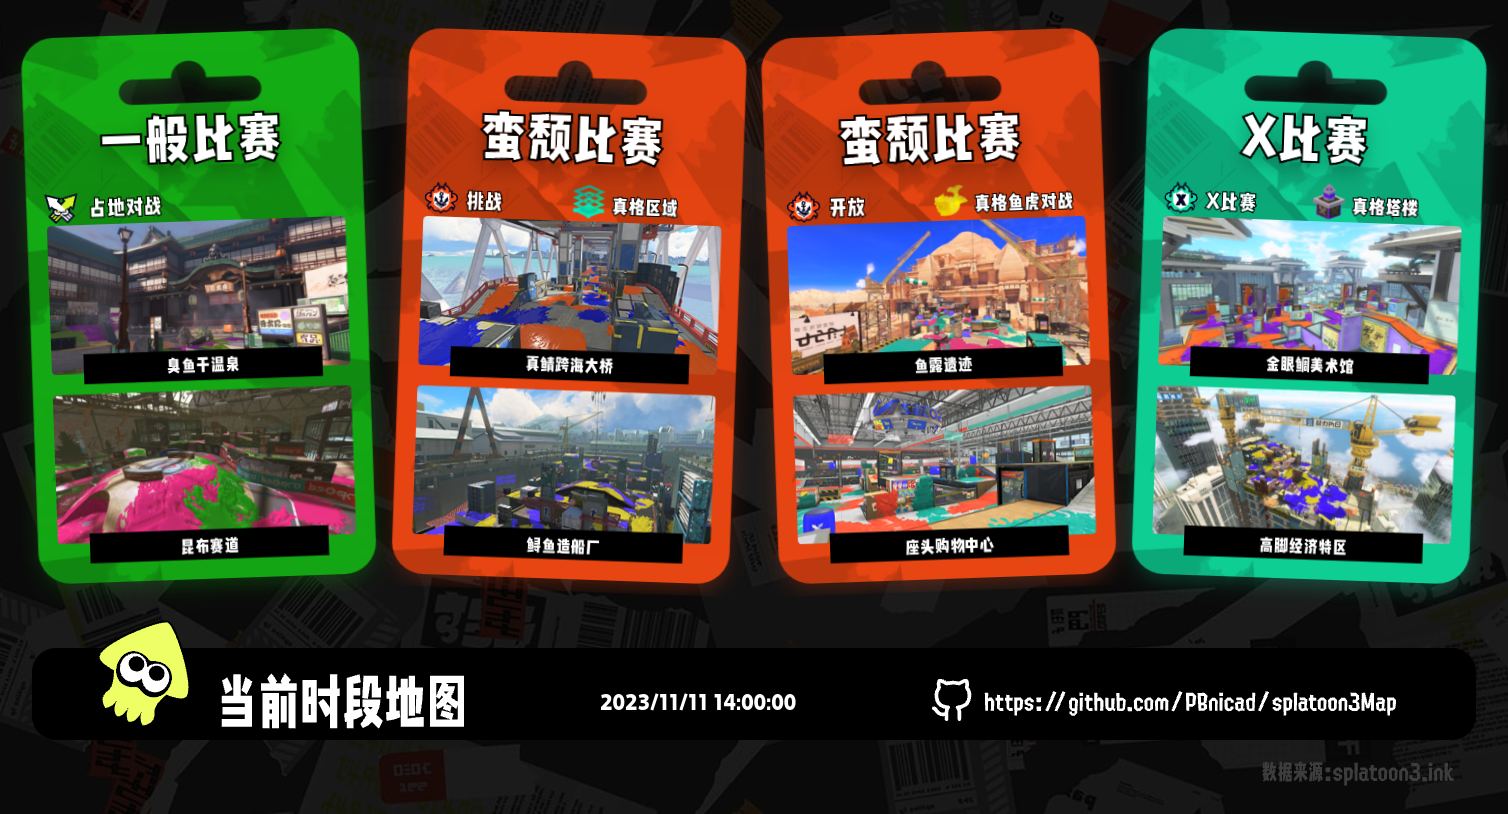 一般比赛
占地对战
臭鱼干温泉
昆布赛道
蛮颓比赛
挑战
真格区域
真鲭跨海大桥
鲟鱼造船厂
蛮颓比赛
开放
真格鱼虎对战
鱼露遗迹
座头购物中心
X比赛
X比赛
真格塔楼
金眼鲷美术馆
高脚经济特区
当前时段地图
2023/11/11 14:00:00
https://github.com/PBnicad/splatoon3Map
数据来源:splatoon3.ink